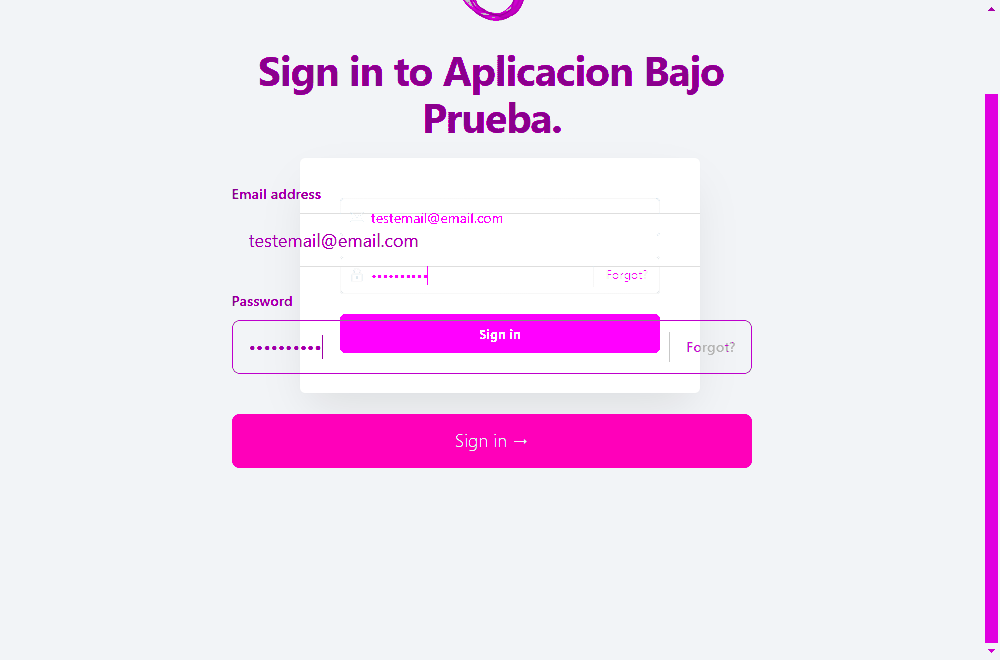 Sign in to Aplicacion Bajo
Prueba.
Email address
testemail@email.com
testemail@email.com
Forgot?
Password
Sign in
Forgot?
Sign in →